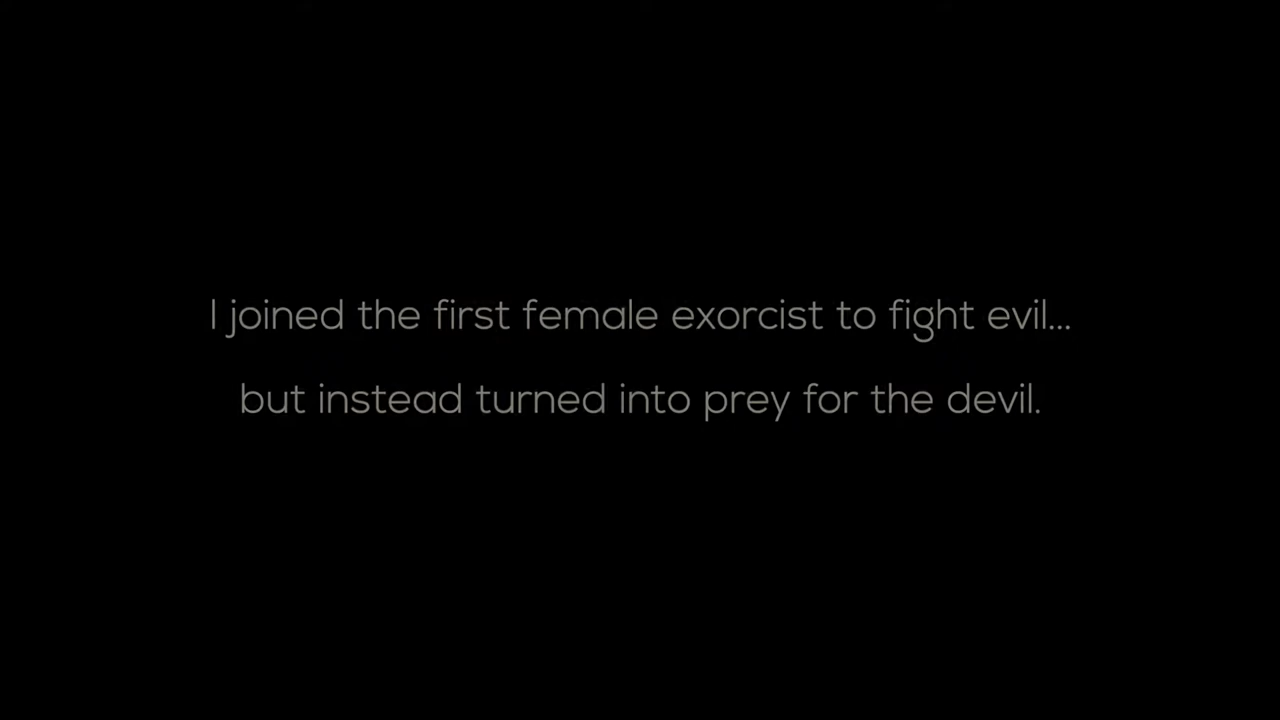 I joined the first female exorcist to fight evil...
but instead turned into prey for the devil.